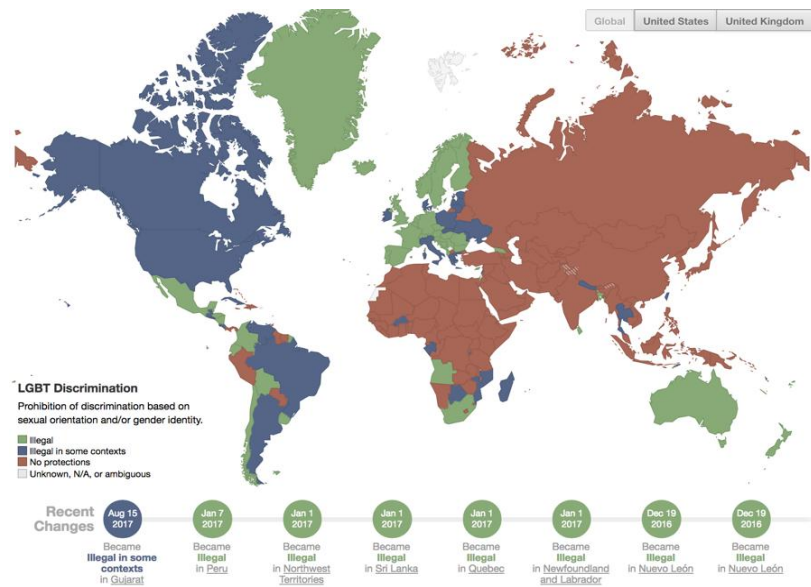 Global United States United Kingdom
LGBT Discrimination
Prohibition of discrimination based on
sexual orientation and/or gender identity.
Illegal
Illegal in some contexts
No protections
Unknown, N/A, or ambiguous
Recent
Changes
Aug 15
2017
Became
Illegal in some
contexts
in Gujarat
Jan 7
2017
Became
Illegal
in Peru
Jan 1
2017
Became
Illegal
in Northwest
Territories
Jan 1
2017
Became
Illegal
in Sri Lanka
Jan 1
2017
Became
Illegal
in Quebec
Jan 1
2017
Became
Illegal
in Newfoundland
and Labrador
Dec 19
2016
Became
Illegal
in Nuevo León
Dec 19
2016
Became
Illegal
in Nuevo León